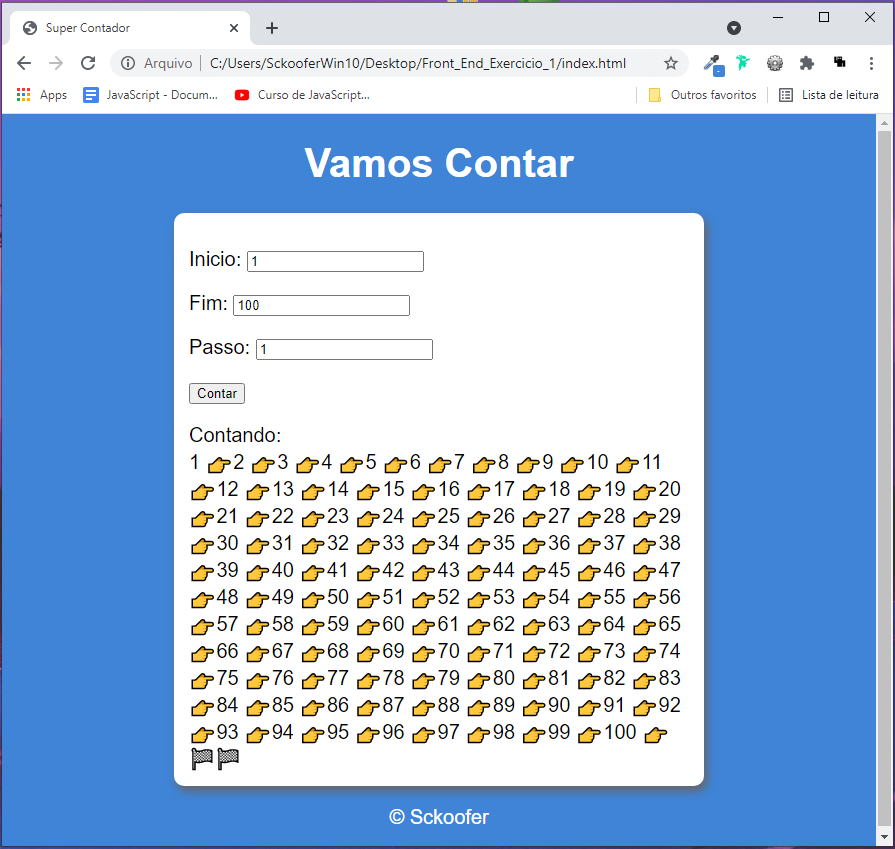 Super Contador
Arquivo | C:/Users/SckooferWin10/Desktop/Front_End_Exercicio_1/index.html
Apps JavaScript - Docum... Curso de JavaScript... Outros favoritos Lista de leitura
Vamos Contar
Inicio: 1
Fim: 100
Passo: 1
Contar
Contando:
1 👉2 👉3 👉4 👉5 👉6 👉7 👉8 👉9 👉10 👉11
👉12 👉13 👉14 👉15 👉16 👉17 👉18 👉19 👉20
👉21 👉22 👉23 👉24 👉25 👉26 👉27 👉28 👉29
👉30 👉31 👉32 👉33 👉34 👉35 👉36 👉37 👉38
👉39 👉40 👉41 👉42 👉43 👉44 👉45 👉46 👉47
👉48 👉49 👉50 👉51 👉52 👉53 👉54 👉55 👉56
👉57 👉58 👉59 👉60 👉61 👉62 👉63 👉64 👉65
👉66 👉67 👉68 👉69 👉70 👉71 👉72 👉73 👉74
👉75 👉76 👉77 👉78 👉79 👉80 👉81 👉82 👉83
👉84 👉85 👉86 👉87 👉88 👉89 👉90 👉91 👉92
👉93 👉94 👉95 👉96 👉97 👉98 👉99 👉100 👉
🏁🏁
© Sckoofer